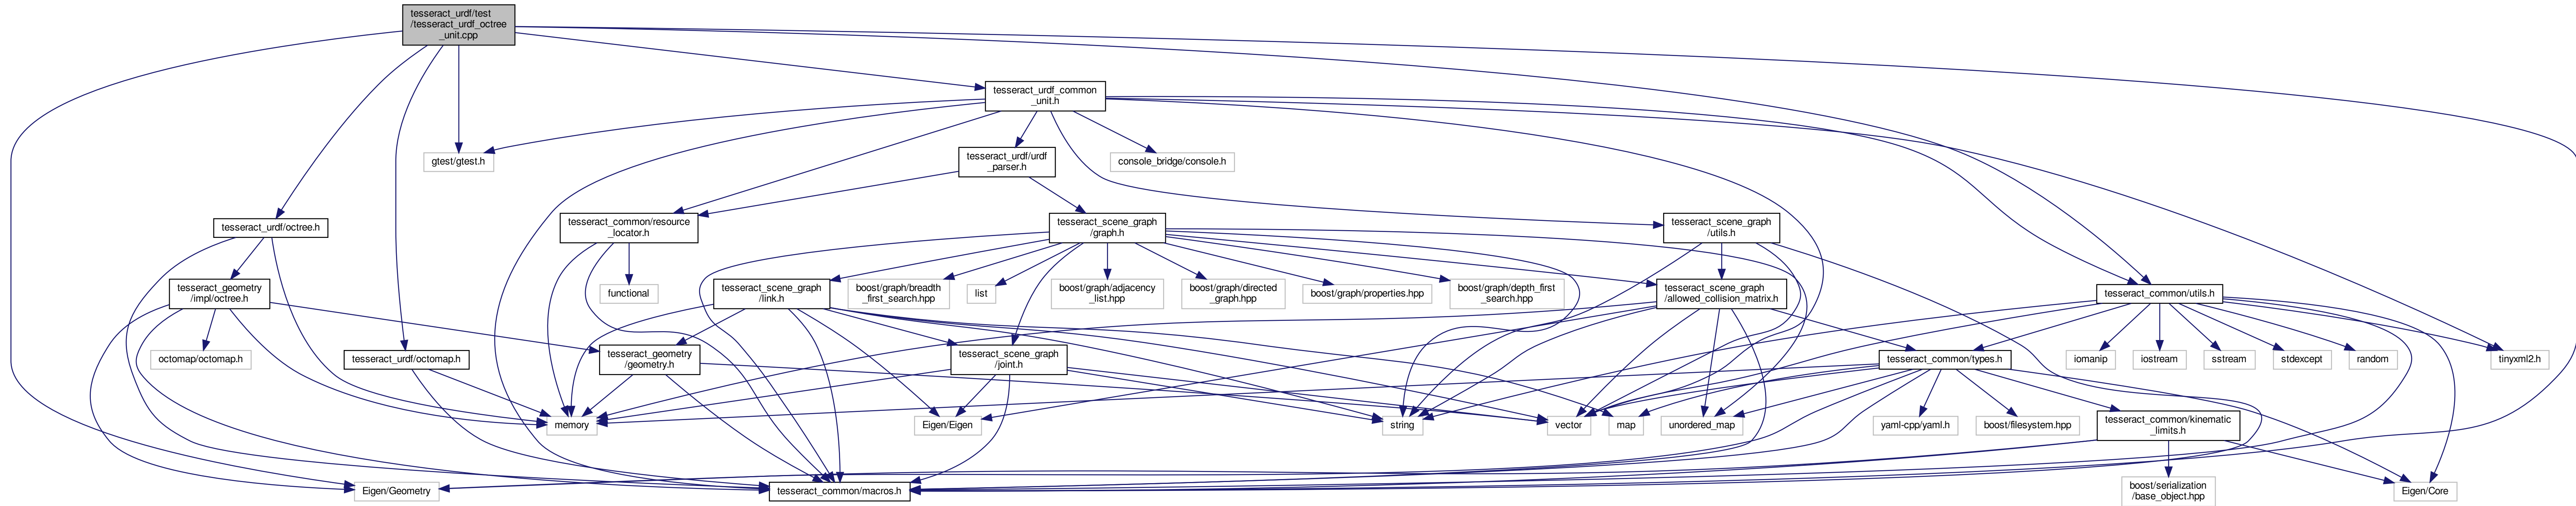 tesseract_urdf/test
/tesseract_urdf_octree
_unit.cpp
tesseract_urdf_common
_unit.h
gtest/gtest.h
tesseract_urdf/urdf
_parser.h
console_bridge/console.h
tesseract_urdf/octree.h
tesseract_common/resource
_locator.h
tesseract_scene_graph
/graph.h
tesseract_scene_graph
/utils.h
tesseract_geometry
/impl/octree.h
functional
tesseract_scene_graph
/link.h
boost/graph/breadth
_first_search.hpp
list
boost/graph/adjacency
_list.hpp
boost/graph/directed
_graph.hpp
boost/graph/properties.hpp
boost/graph/depth_first
_search.hpp
tesseract_scene_graph
/allowed_collision_matrix.h
tesseract_common/utils.h
octomap/octomap.h
tesseract_urdf/octomap.h
tesseract_geometry
/geometry.h
tesseract_scene_graph
/joint.h
tesseract_common/types.h
iomanip
iostream
sstream
stdexcept
random
tinyxml2.h
memory
Eigen/Eigen
string
vector
map
unordered_map
yaml-cpp/yaml.h
boost/filesystem.hpp
tesseract_common/kinematic
_limits.h
Eigen/Geometry
tesseract_common/macros.h
boost/serialization
/base_object.hpp
Eigen/Core